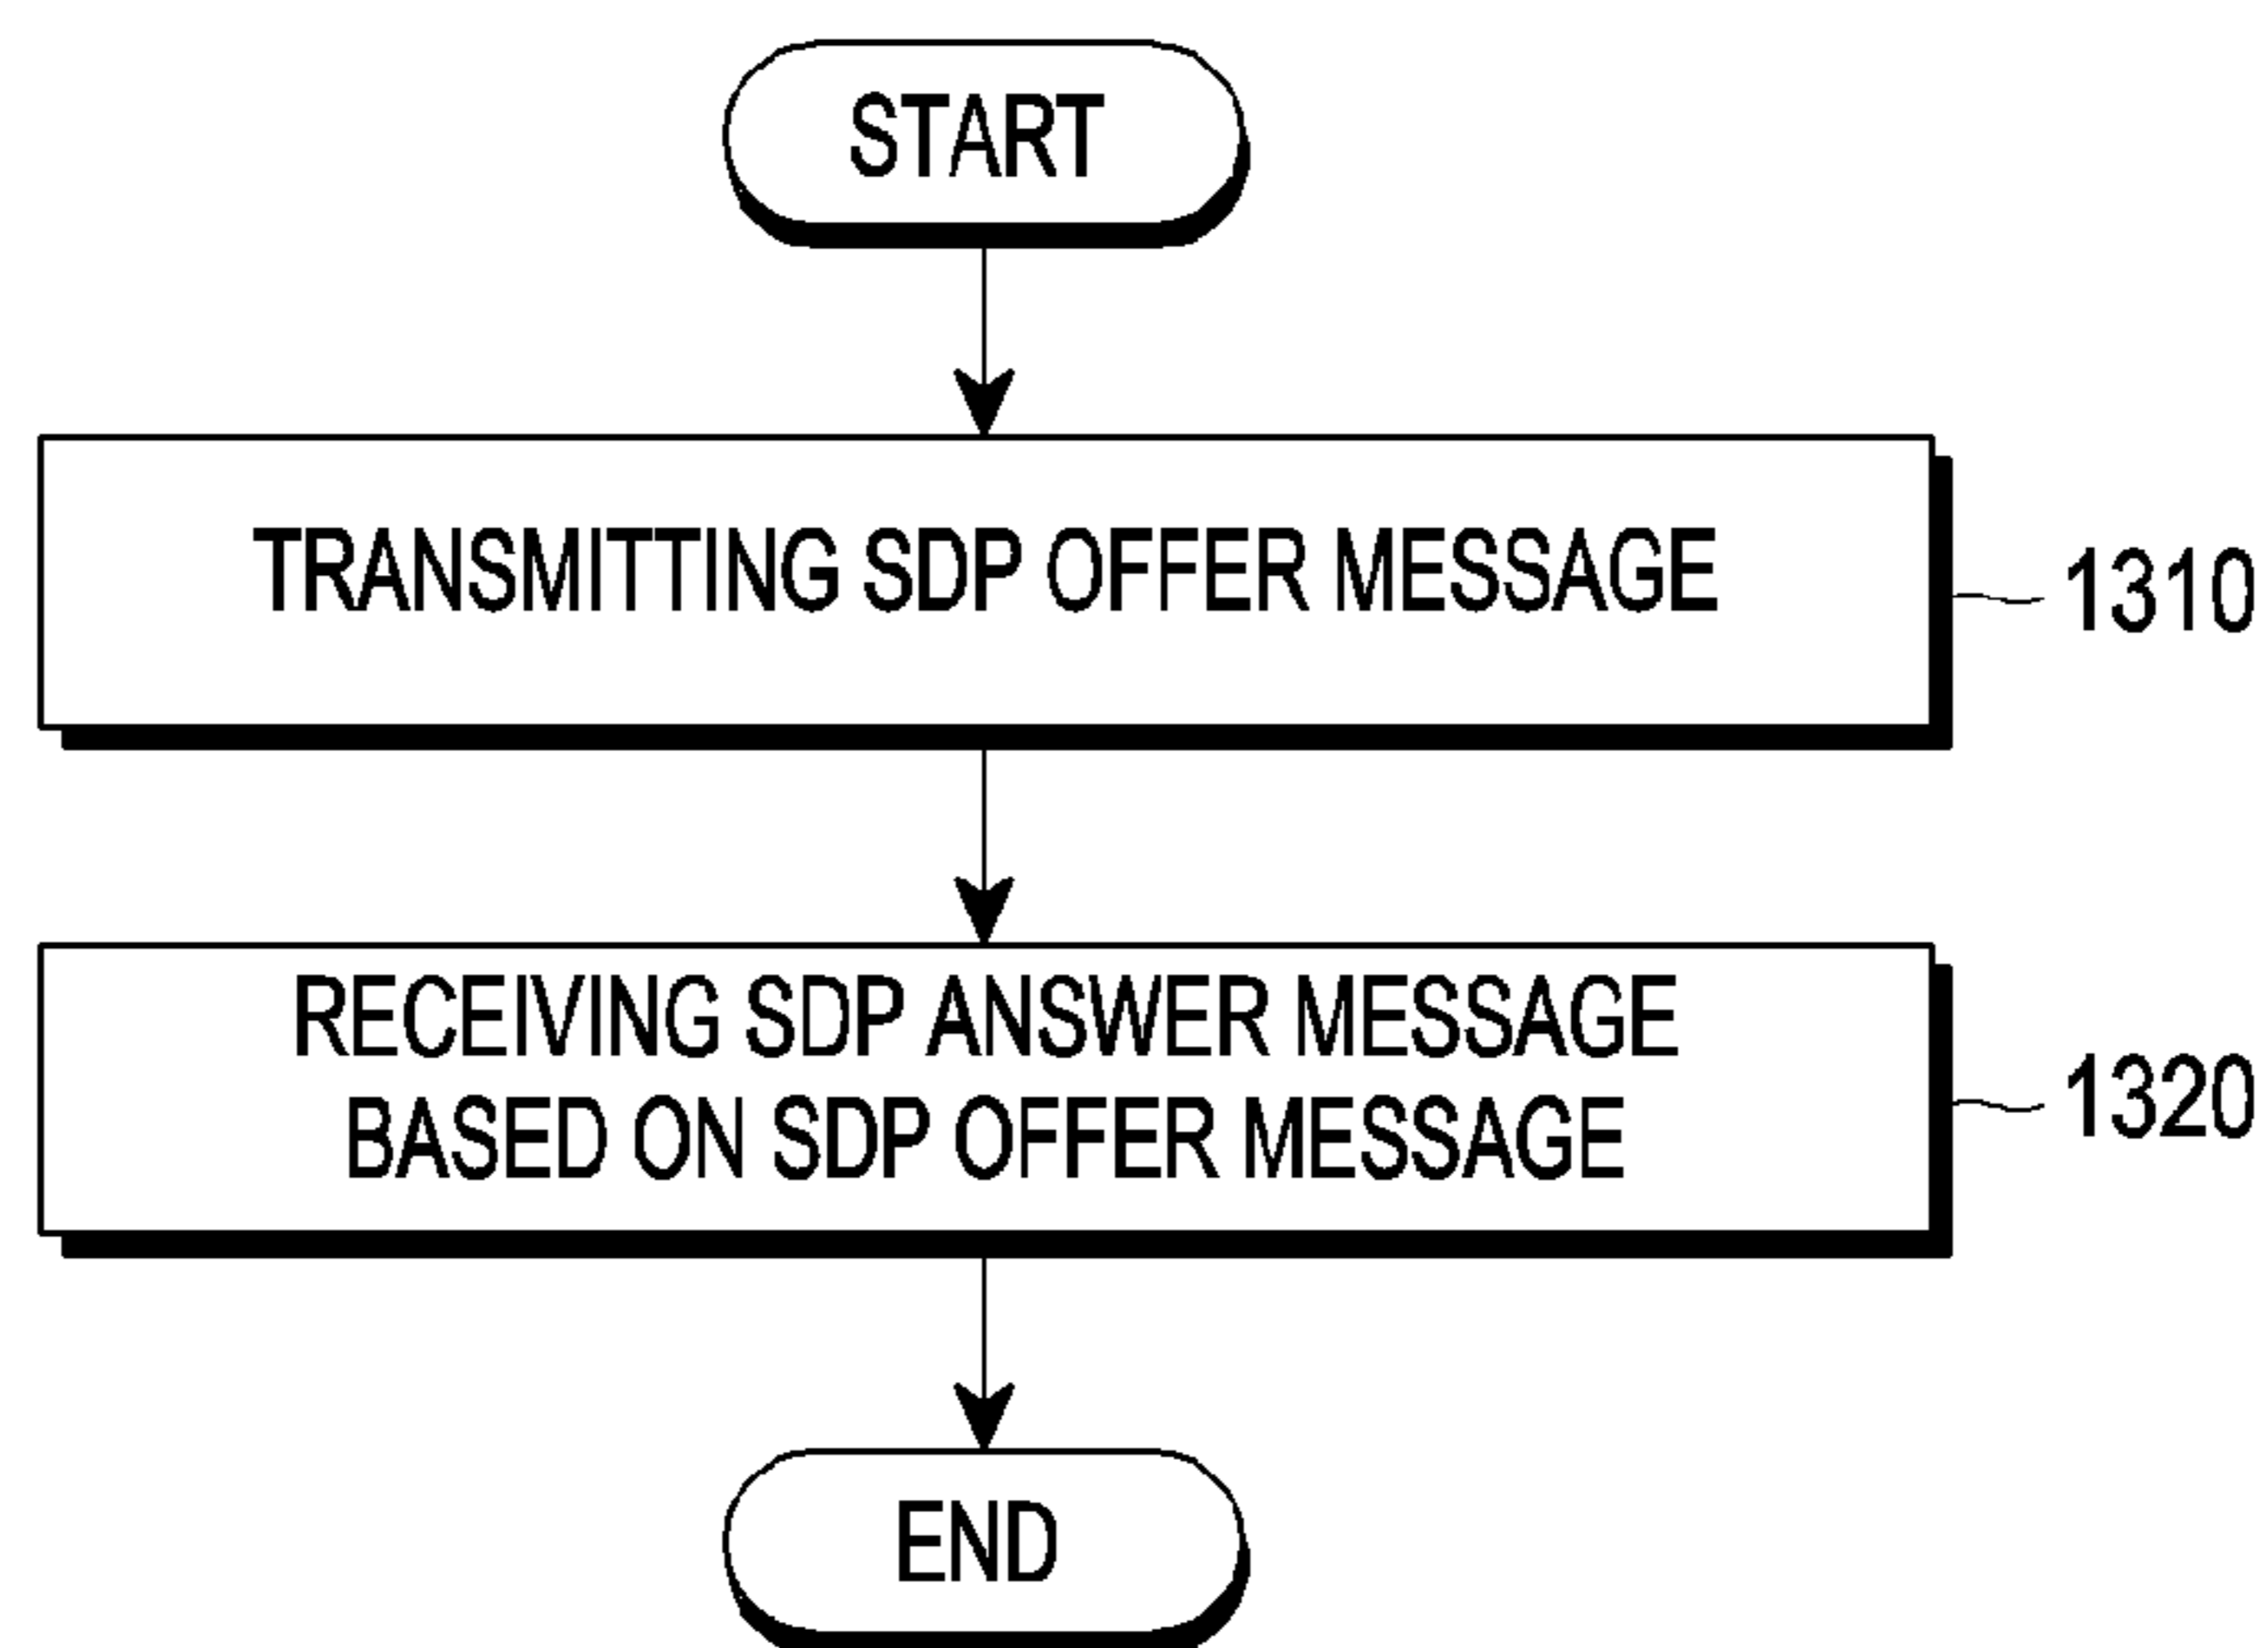 START
TRANSMITTING SDP OFFER MESSAGE
1310
RECEIVING SDP ANSWER MESSAGE
BASED ON SDP OFFER MESSAGE
1320
END